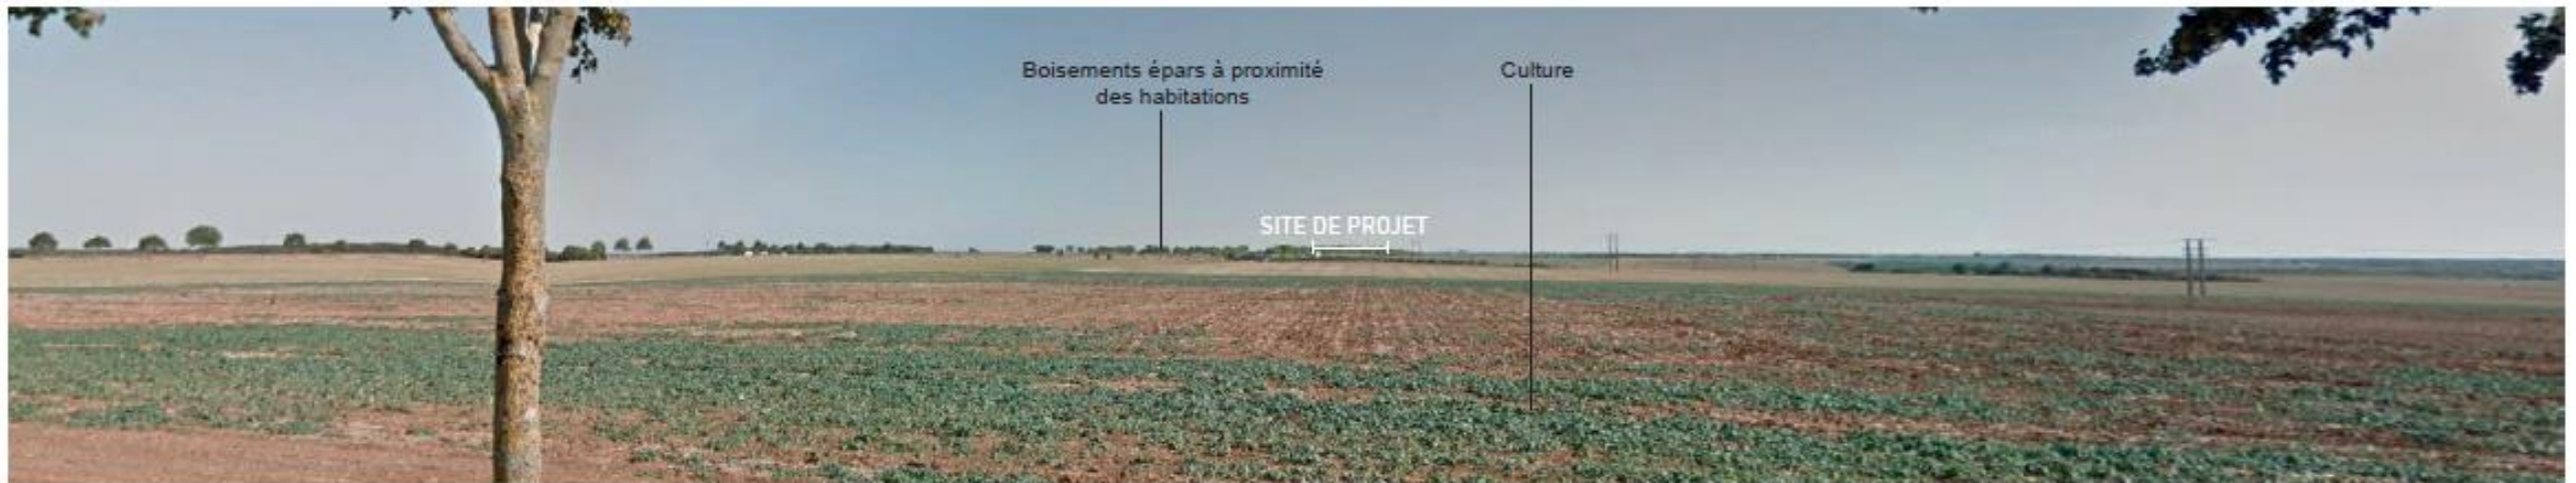 Boisements épars à proximité
des habitations
Culture
SITE DE PROJET